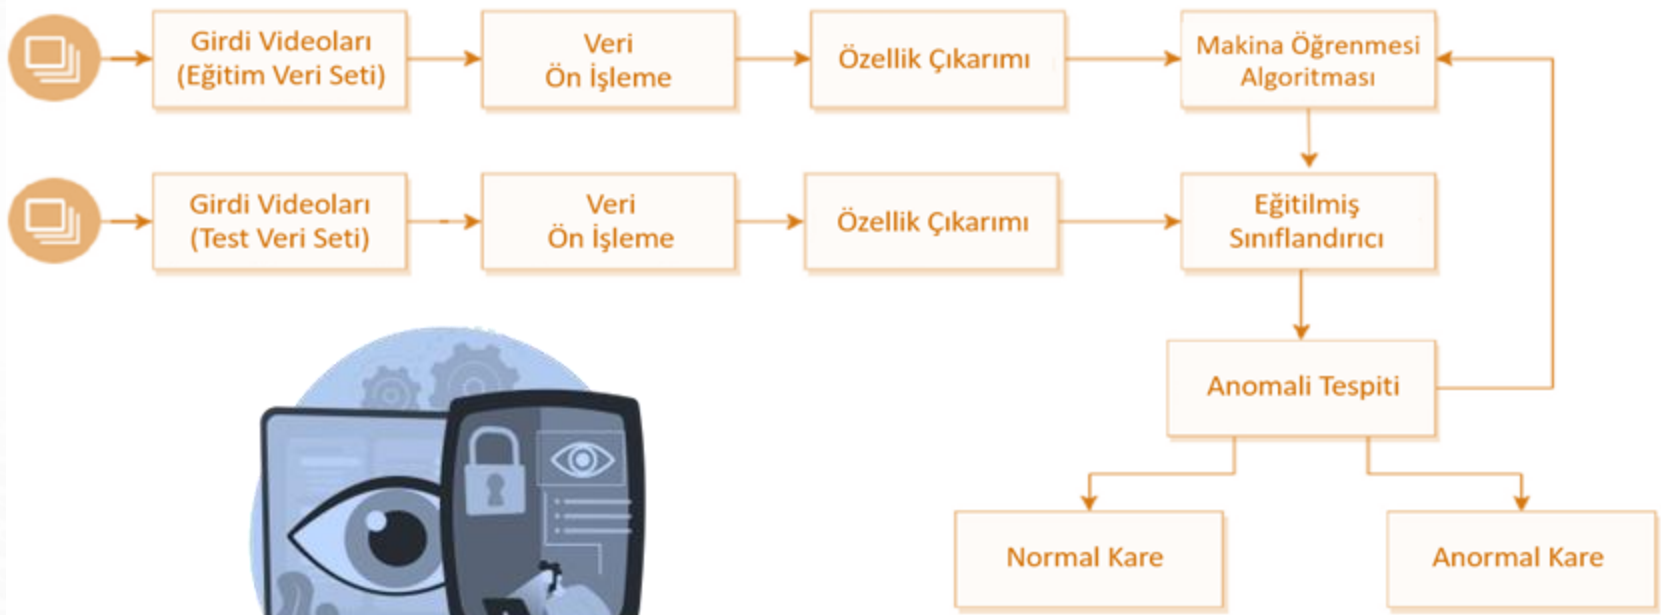 Girdi Videoları
(Eğitim Veri Seti)
Veri
Ön İşleme
Özellik Çıkarımı
Makina Öğrenmesi
Algoritması
Girdi Videoları
(Test Veri Seti)
Veri
Ön İşleme
Özellik Çıkarımı
Eğitilmiş
Sınıflandırıcı
Anomali Tespiti
Normal Kare
Anormal Kare